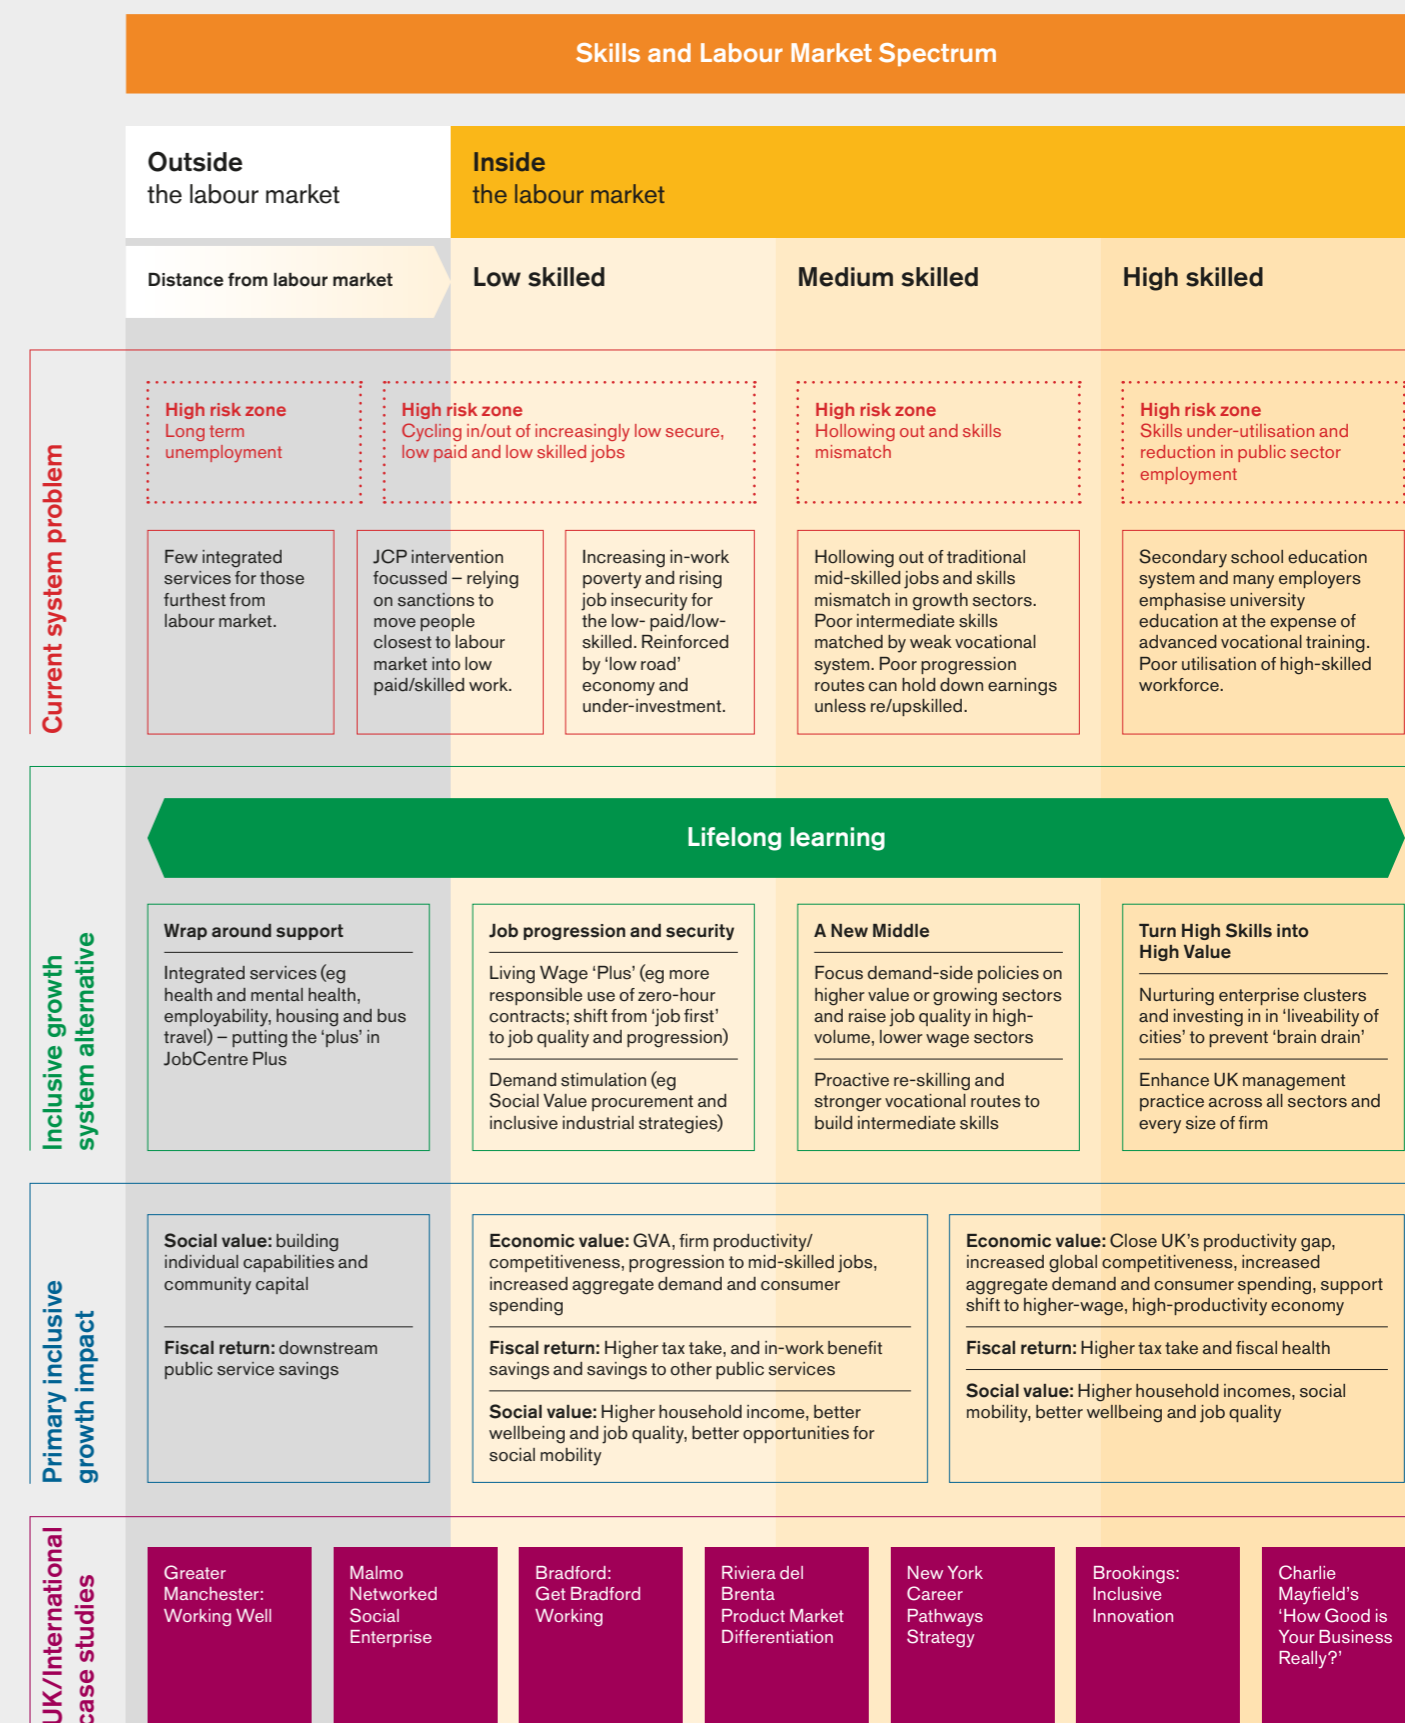 Skills and Labour Market Spectrum
Outside
the labour market
Inside
the labour market
Distance from labour market
Low skilled
Medium skilled
High skilled
Current system problem
High risk zone
Long term
unemployment
High risk zone
Cycling in/out of increasingly low secure,
low paid and low skilled jobs
High risk zone
Hollowing out and skills
mismatch
High risk zone
Skills under-utilisation and
reduction in public sector
employment
Few integrated
services for those
furthest from
labour market.
JCP intervention
focussed – relying
on sanctions to
move people
closest to labour
market into low
paid/skilled work.
Increasing in-work
poverty and rising
job insecurity for
the low- paid/low-
skilled. Reinforced
by ‘low road’
economy and
under-investment.
Hollowing out of traditional
mid-skilled jobs and skills
mismatch in growth sectors.
Poor intermediate skills
matched by weak vocational
system. Poor progression
routes can hold down earnings
unless re/upskilled.
Secondary school education
system and many employers
emphasise university
education at the expense of
advanced vocational training.
Poor utilisation of high-skilled
workforce.
Inclusive growth
system alternative
Lifelong learning
Wrap around support
Integrated services (eg
health and mental health,
employability, housing and bus
travel) – putting the ‘plus’ in
JobCentre Plus
Job progression and security
Living Wage ‘Plus’ (eg more
responsible use of zero-hour
contracts; shift from ‘job first’
to job quality and progression)
Demand stimulation (eg
Social Value procurement and
inclusive industrial strategies)
A New Middle
Focus demand-side policies on
higher value or growing sectors
and raise job quality in high-
volume, lower wage sectors
Proactive re-skilling and
stronger vocational routes to
build intermediate skills
Turn High Skills into
High Value
Nurturing enterprise clusters
and investing in in ‘liveability of
cities’ to prevent ‘brain drain’
Enhance UK management
practice across all sectors and
every size of firm
Primary inclusive
growth impact
Social value: building
individual capabilities and
community capital
Fiscal return: downstream
public service savings
Economic value: GVA, firm productivity/
competitiveness, progression to mid-skilled jobs,
increased aggregate demand and consumer
spending
Fiscal return: Higher tax take, and in-work benefit
savings and savings to other public services
Social value: Higher household income, better
wellbeing and job quality, better opportunities for
social mobility
Economic value: Close UK’s productivity gap,
increased global competitiveness, increased
aggregate demand and consumer spending, support
shift to higher-wage, high-productivity economy
Fiscal return: Higher tax take and fiscal health
Social value: Higher household incomes, social
mobility, better wellbeing and job quality
UK/International
case studies
Greater
Manchester:
Working Well
Malmo
Networked
Social
Enterprise
Bradford:
Get Bradford
Working
Riviera del
Brenta
Product Market
Differentiation
New York
Career
Pathways
Strategy
Brookings:
Inclusive
Innovation
Charlie
Mayfield’s
‘How Good is
Your Business
Really?’